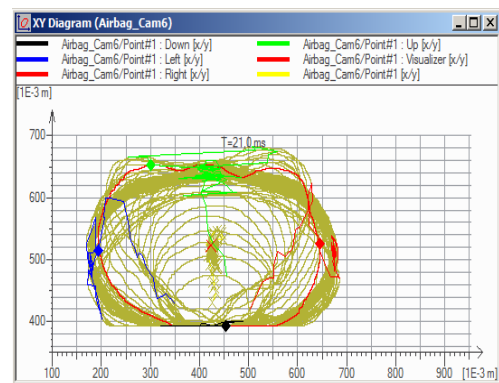 XY Diagram (Airbag_Cam6)
Airbag_Cam6/Point#1 : Down [x/y] Airbag_Cam6/Point#1 : Up [x/y]
Airbag_Cam6/Point#1 : Left [x/y] Airbag_Cam6/Point#1 : Visualizer [x/y]
Airbag_Cam6/Point#1 : Right [x/y] Airbag_Cam6/Point#1 [x/y]
[1E-3 m]
700
T=21,0 ms
600
500
400
100 200 300 400 500 600 700 800 900 [1E-3 m]